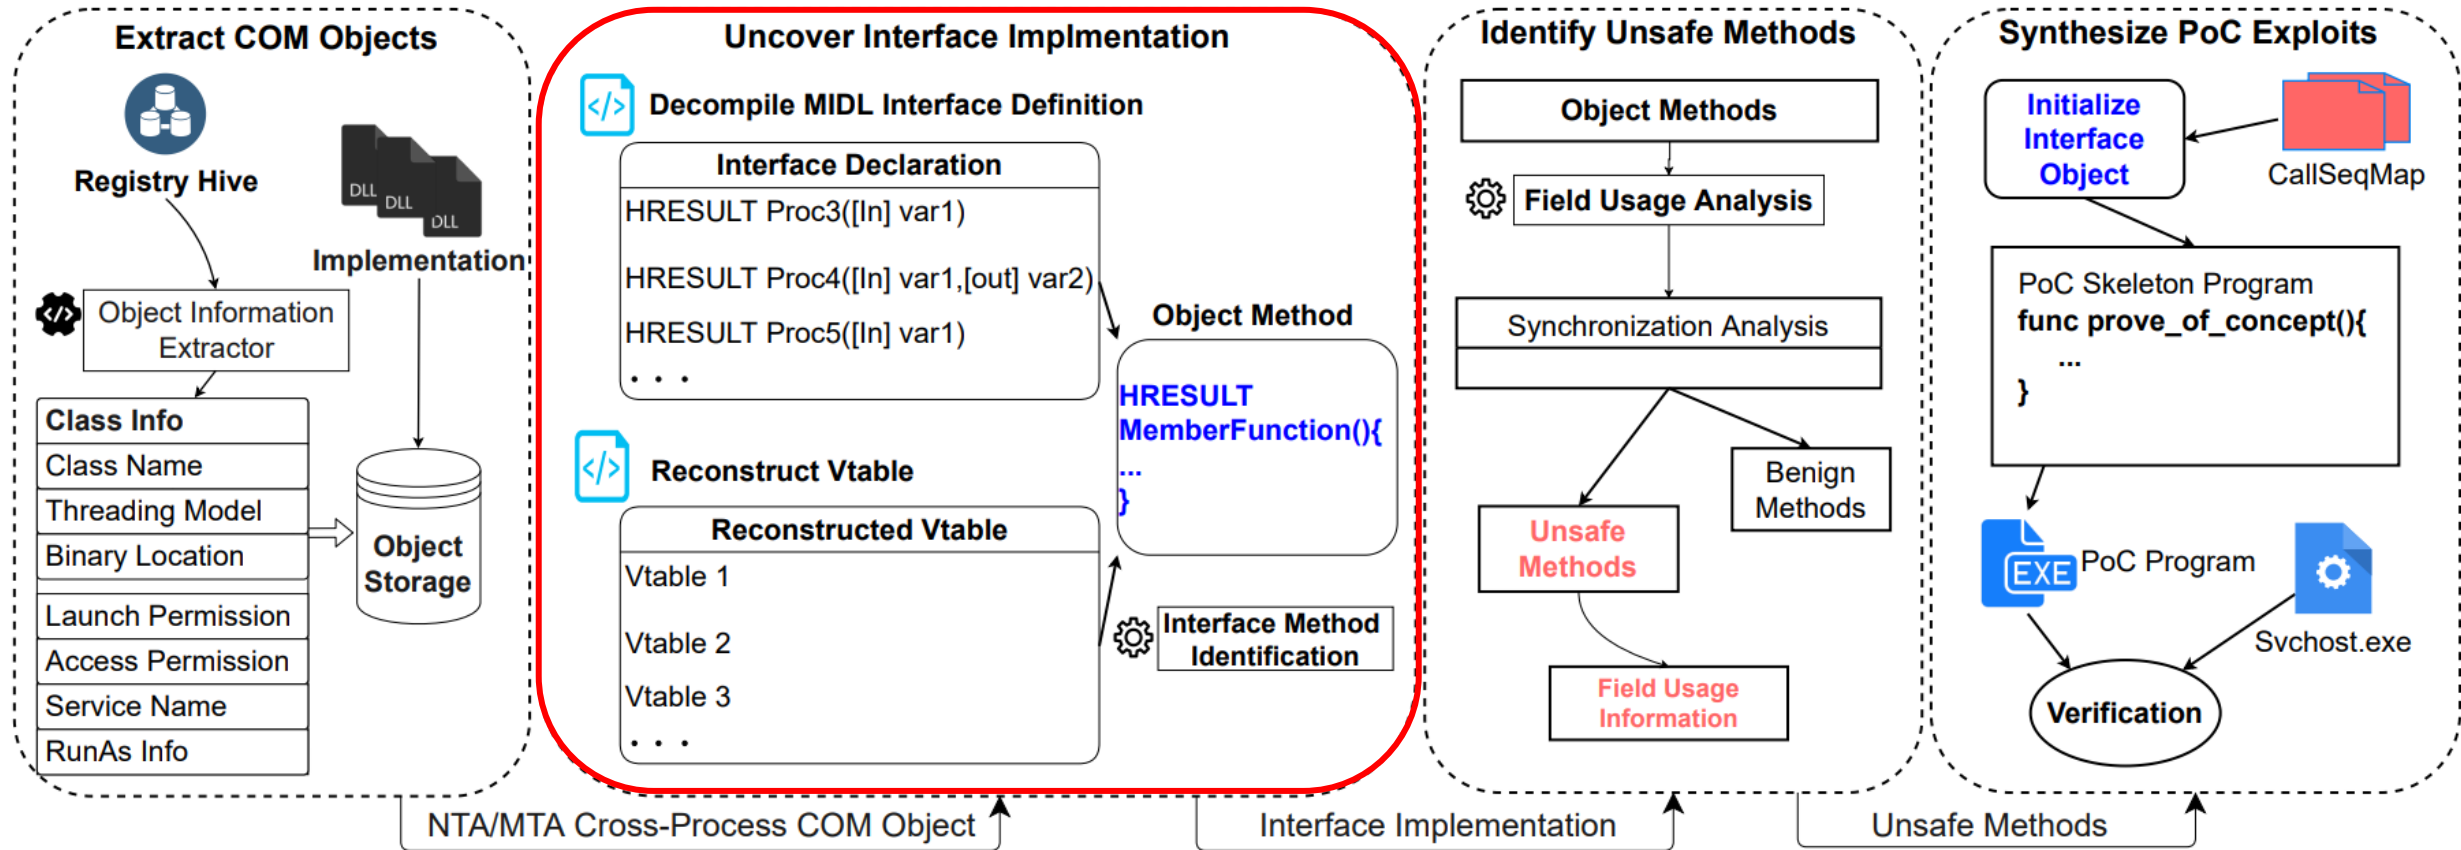 Extract COM Objects
Registry Hive
DLL
DLL
DLL
Implementation
Object Information
Extractor
Class Info
Class Name
Threading Model
Binary Location
Launch Permission
Access Permission
Service Name
RunAs Info
Object
Storage
Uncover Interface Implmentation
</>
Decompile MIDL Interface Definition
Interface Declaration
HRESULT Proc3([In] var1)
HRESULT Proc4([In] var1,[out] var2)
HRESULT Proc5([In] var1)
. . .
</>
Reconstruct Vtable
Reconstructed Vtable
Vtable 1
Vtable 2
Vtable 3
. . .
Object Method
HRESULT
MemberFunction(){
...
}
Interface Method
Identification
Identify Unsafe Methods
Object Methods
Field Usage Analysis
Synchronization Analysis
Unsafe
Methods
Benign
Methods
Field Usage
Information
Synthesize PoC Exploits
Initialize
Interface
Object
CallSeqMap
PoC Skeleton Program
func prove_of_concept(){
...
}
EXE
PoC Program
Svchost.exe
Verification
NTA/MTA Cross-Process COM Object
Interface Implementation
Unsafe Methods